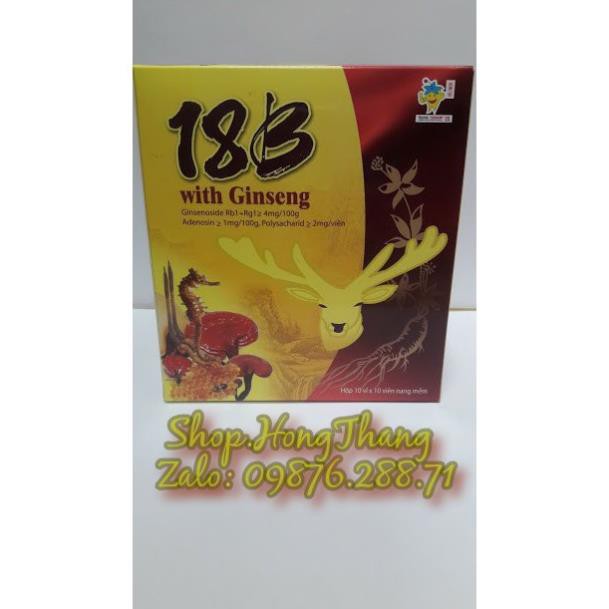 18B
with Ginseng
Ginsenoside Rb1+Rg1≥ 4mg/100g
Adenosin ≥ 1mg/100g, Polysacharid ≥ 2mg/viên
Hộp 10 vỉ x 10 viên nang mềm
Shop.HongThang
Zalo: 09876.288.71